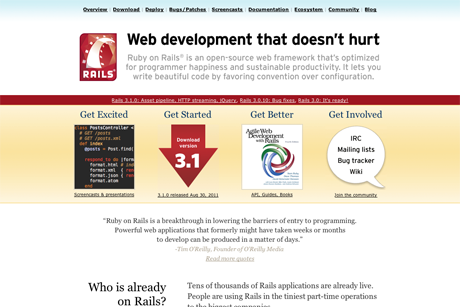 Overview | Download | Deploy | Bugs/Patches | Screencasts | Documentation | Ecosystem | Community | Blog
RAILS
Web development that doesn't hurt
Ruby on Rails® is an open-source web framework that's optimized
for programmer happiness and sustainable productivity. It lets you
write beautiful code by favoring convention over configuration.
Rails 3.1.0: Asset pipeline, HTTP streaming, jQuery, Rails 3.0.10: Bug fixes, Rails 3.0: It's ready!
Get Excited
Get Started
Get Better
Get Involved
class PostsController <
# GET /posts
# GET /posts.xml
def index
@posts = Post.find(
respond_to do |format
format.html # ind
format.xml {
format.json { ren
format.atom
end
Download
version
3.1
Agile Web
Development
with Rails
IRC
Mailing lists
Bug tracker
Wiki
Screencasts & presentations
3.1.0 released Aug 30, 2011
API, Guides, Books
Join the community
"Ruby on Rails is a breakthrough in lowering the barriers of entry to programming.
Powerful web applications that formerly might have taken weeks or months
to develop can be produced in a matter of days."
-Tim O'Reilly, Founder of O'Reilly Media
Read more quotes
Who is already
on Rails?
Tens of thousands of Rails applications are already live.
People are using Rails in the tiniest part-time operations
to the biggest companies.